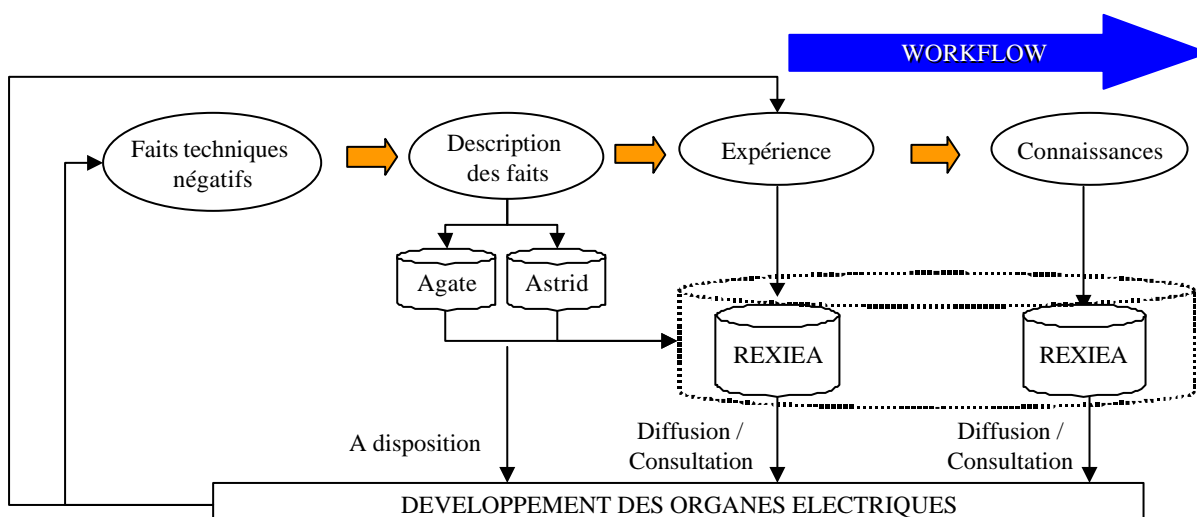 WORKFLOW
Faits techniques
négatifs
Description
des faits
Expérience
Connaissances
Agate
Astrid
REXIEA
REXIEA
A disposition
Diffusion /
Consultation
Diffusion /
Consultation
DEVELOPPEMENT DES ORGANES ELECTRIQUES